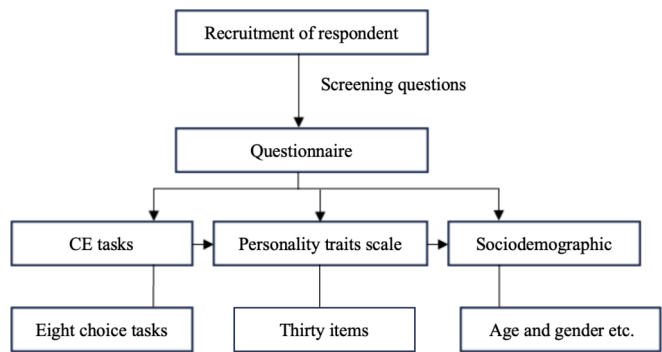 Recruitment of respondent
Screening questions
Questionnaire
CE tasks
Personality traits scale
Sociodemographic
Eight choice tasks
Thirty items
Age and gender etc.